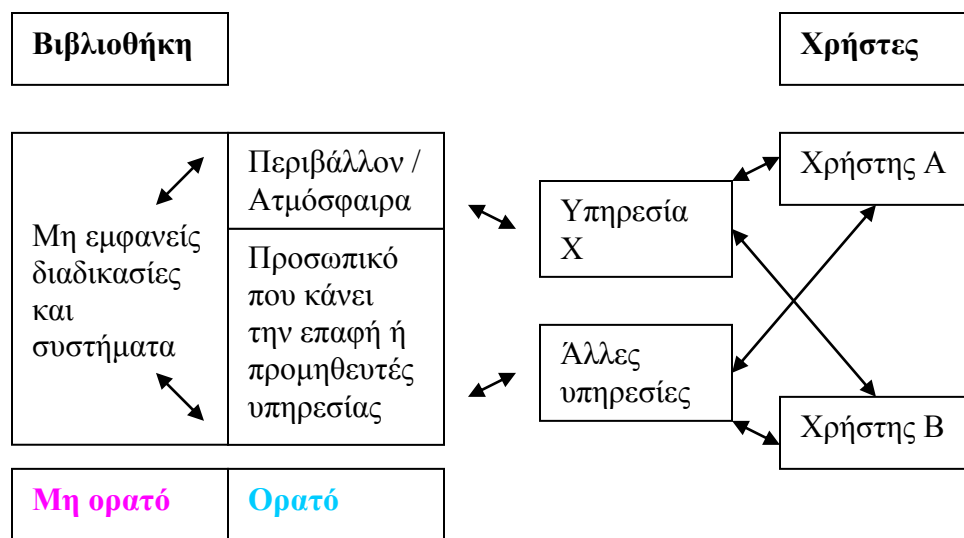 Βιβλιοθήκη
Χρήστες
Μη εμφανείς
διαδικασίες
και
συστήματα
Περιβάλλον /
Ατμόσφαιρα
Προσωπικό
που κάνει
την επαφή ή
προμηθευτές
υπηρεσίας
Υπηρεσία
Χ
Άλλες
υπηρεσίες
Χρήστης Α
Χρήστης Β
Μη ορατό
Ορατό